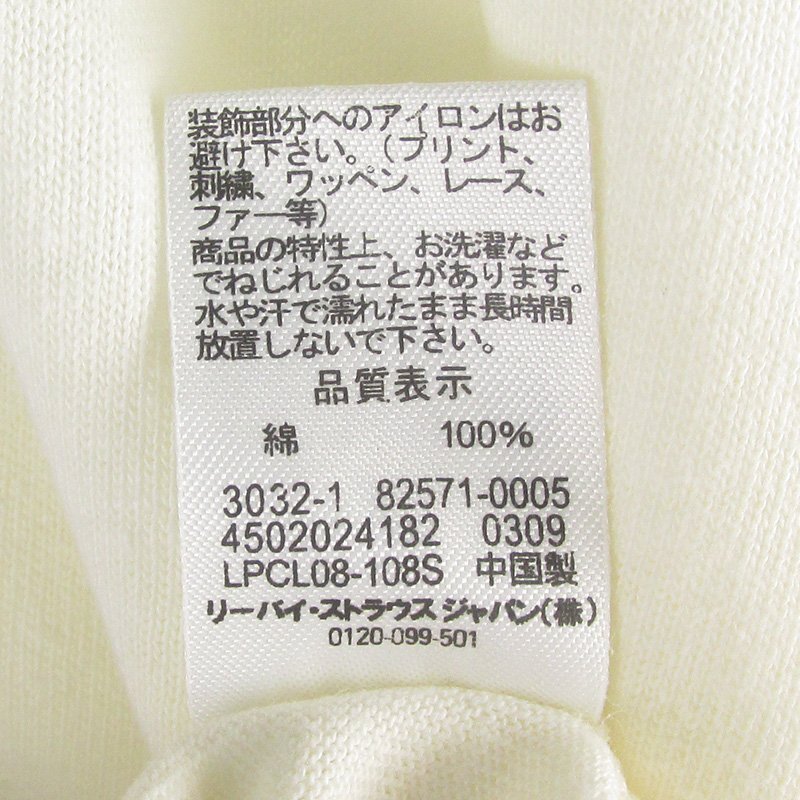 装飾部分へのアイロンはお
避け下さい。(プリント、
刺繍、ワッペン、レース、
ファー等)
商品の特性上、お洗濯など
でねじれることがあります。
水や汗で濡れたまま長時間
放置しないで下さい。
品質表示
綿 100%
3032-1 82571-0005
4502024182 0309
LPCL08-108S 中国製
リーバイ·ストラウス ジャパン(株)
0120-099-501